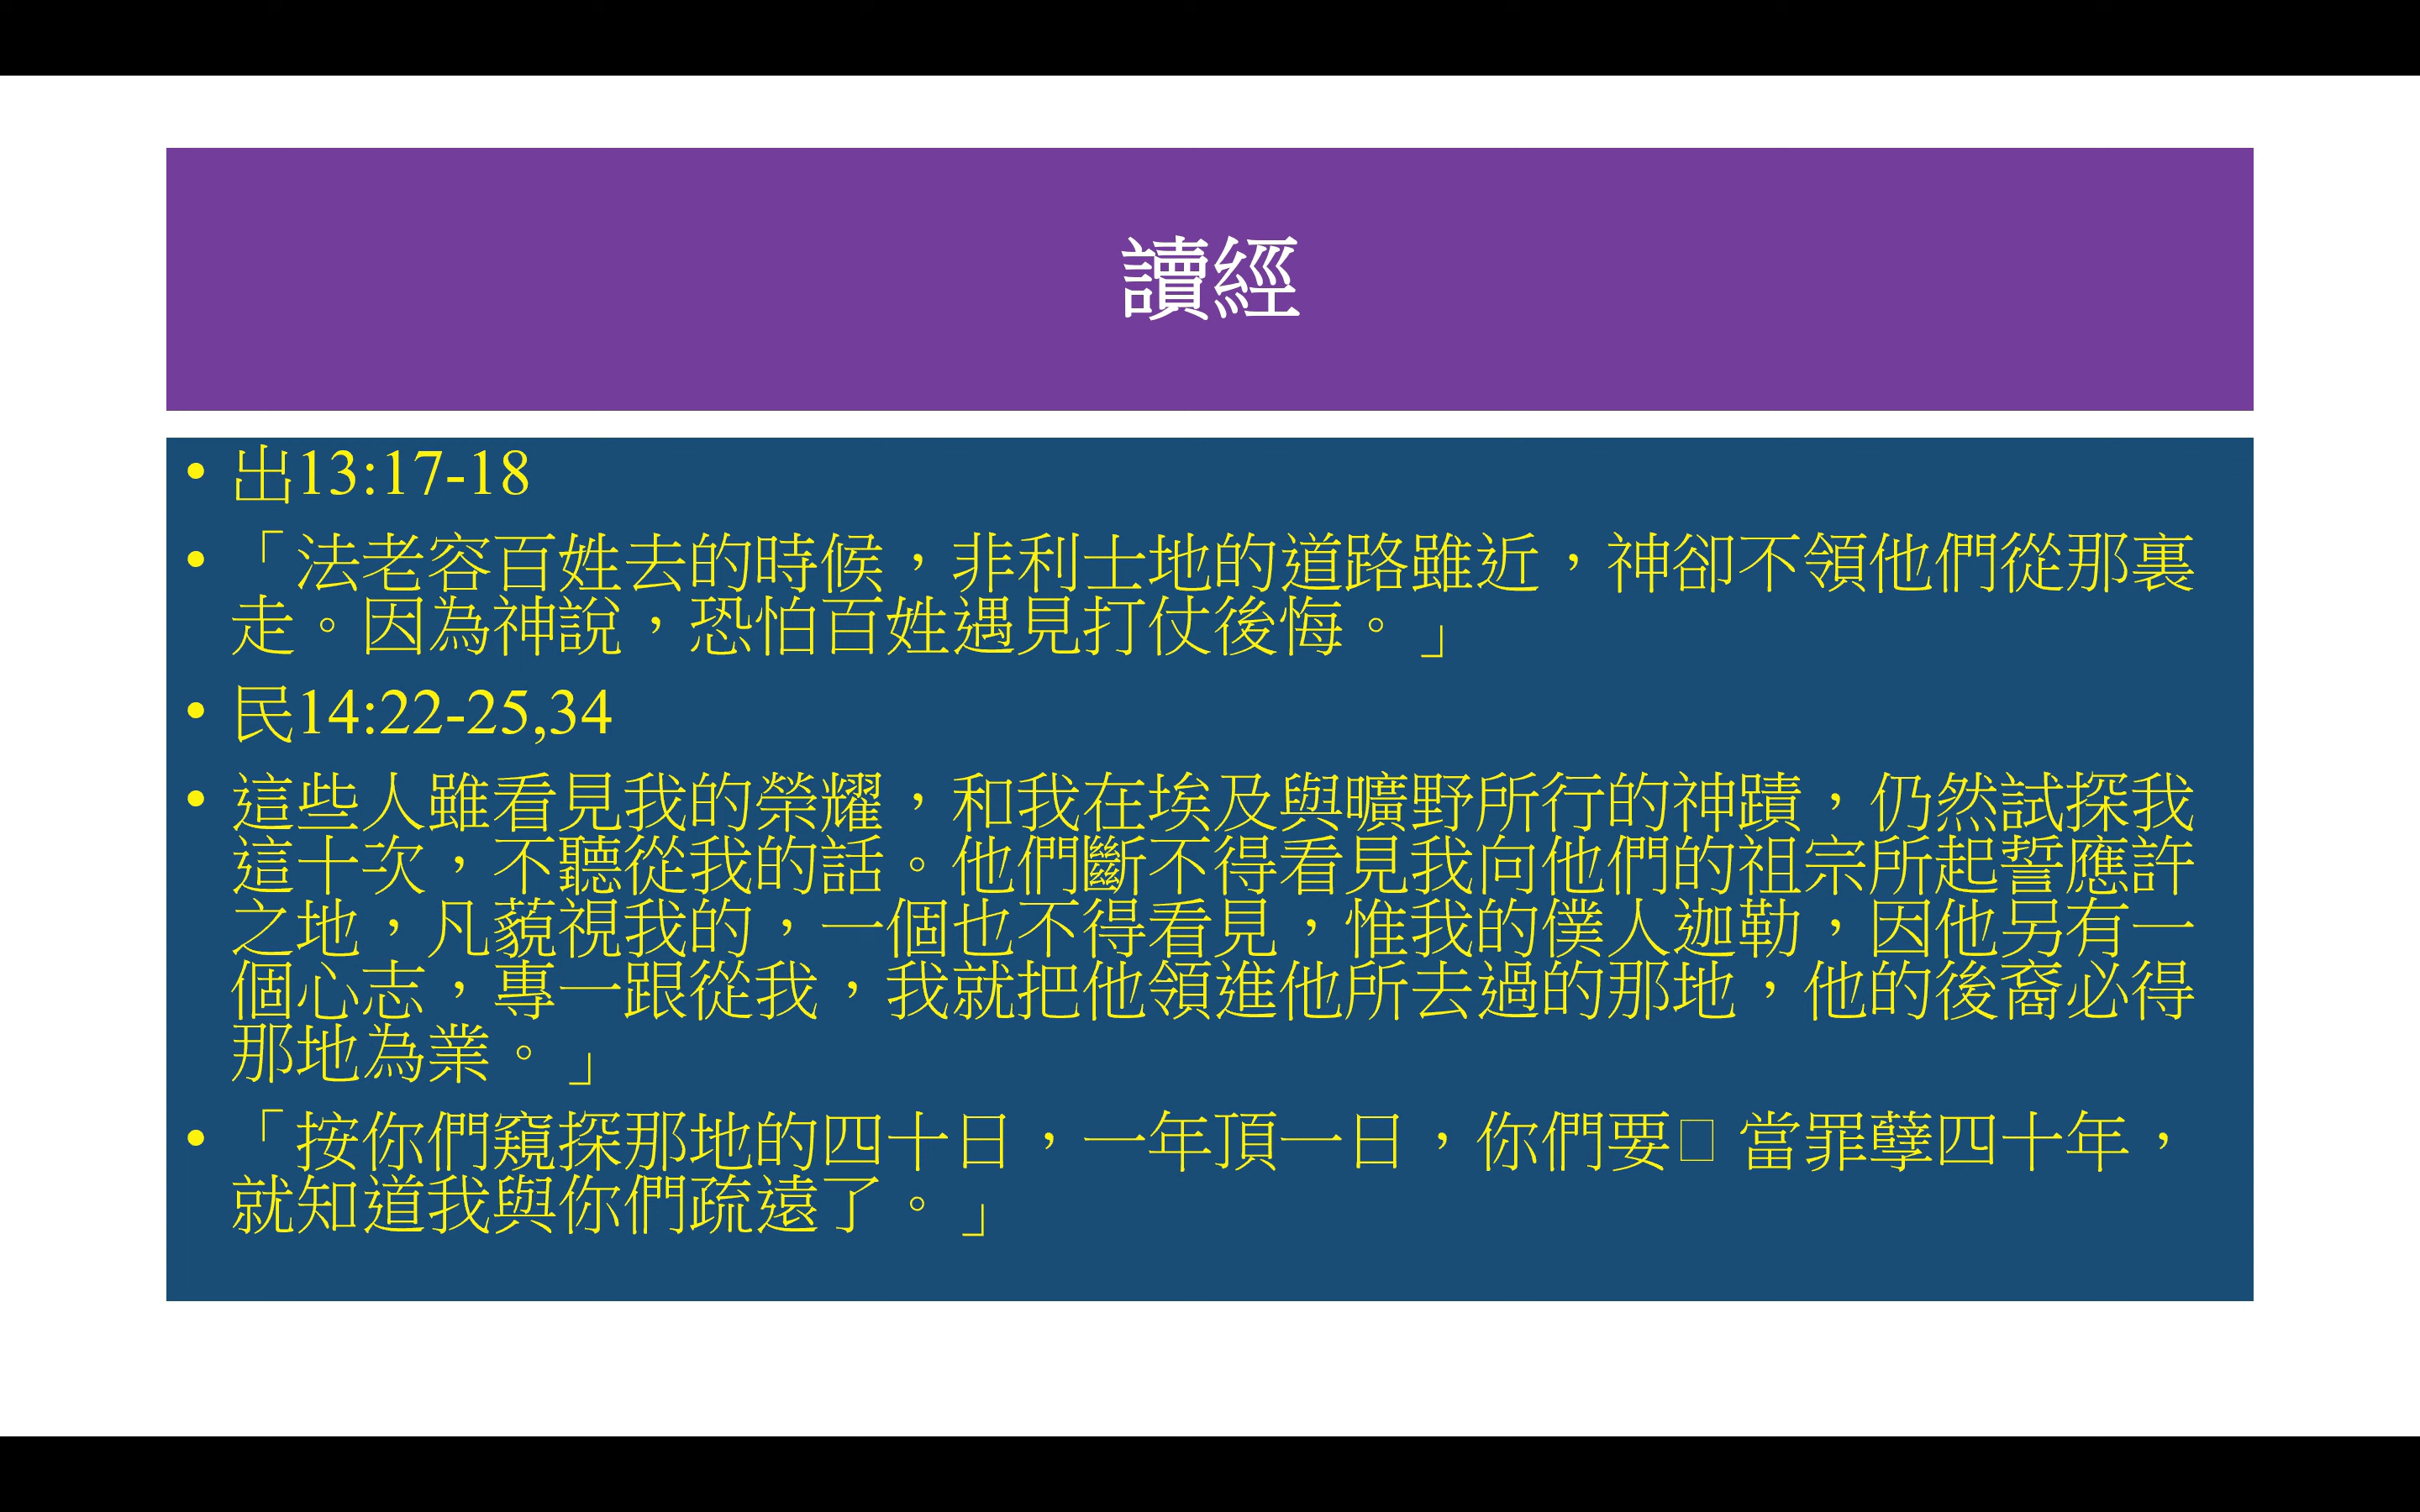 讀經
• 出13:17-18
• 「法老容百姓去的時候，非利士地的道路雖近，神卻不領他們從那裏
走。因為神說，恐怕百姓遇見打仗後悔。」
• 民14:22-25,34
• 這些人雖看見我的榮耀，和我在埃及與曠野所行的神蹟，仍然試探我
這十次，不聽從我的話。他們斷不得看見我向他們的祖宗所起誓應許
之地，凡藐視我的，一個也不得看見，惟我的僕人迦勒，因他另有一
個心志，專一跟從我，我就把他領進他所去過的那地，他的後裔必得
那地為業。」
• 「按你們窺探那地的四十日，一年頂一日，你們要□當罪孽四十年，
就知道我與你們疏遠了。」